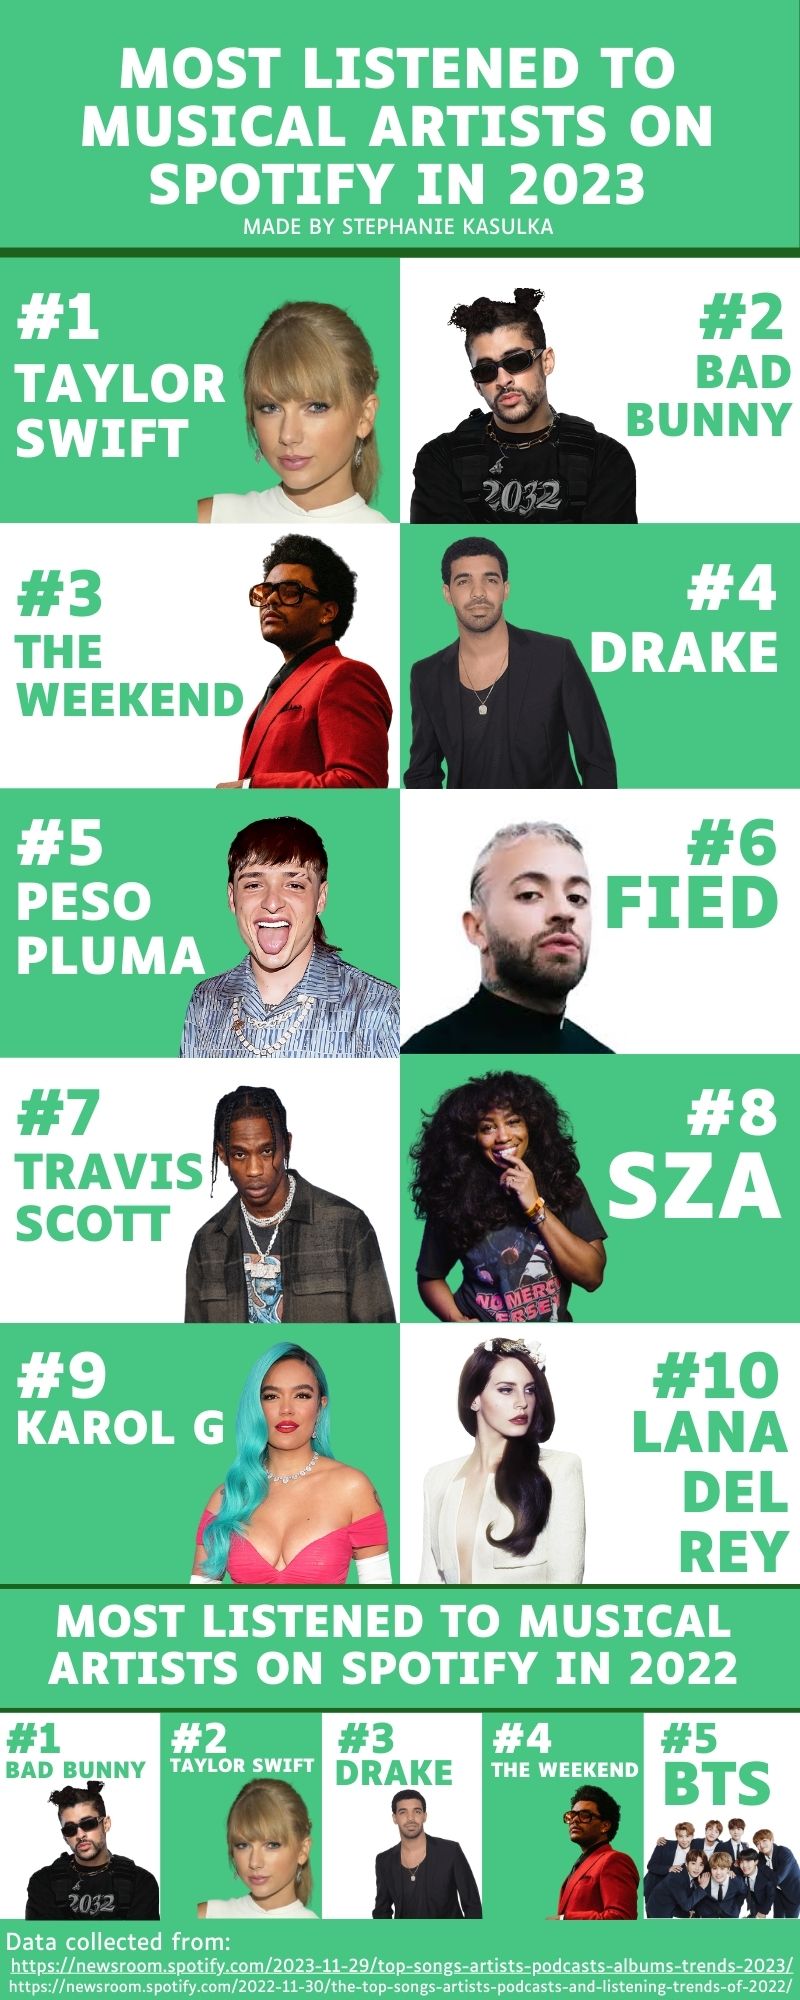 MOST LISTENED TO
MUSICAL ARTISTS ON
SPOTIFY IN 2023
MADE BY STEPHANIE KASULKA
#1
TAYLOR
SWIFT
#2
BAD
BUNNY
2032
#3
THE
WEEKEND
#4
DRAKE
#5
PESO
PLUMA
#6
FIED
#7
TRAVIS
SCOTT
#8
SZA
NO MERCY
#9
KAROL G
#10
LANA
DEL
REY
MOST LISTENED TO MUSICAL
ARTISTS ON SPOTIFY IN 2022
#1
BAD BUNNY
2032
#2
TAYLOR SWIFT
#3
DRAKE
#4
THE WEEKEND
#5
BTS
Data collected from:
https://newsroom.spotify.com/2023-11-29/top-songs-artists-podcasts-albums-trends-2023/
https://newsroom.spotify.com/2022-11-30/the-top-songs-artists-podcasts-and-listening-trends-of-2022/